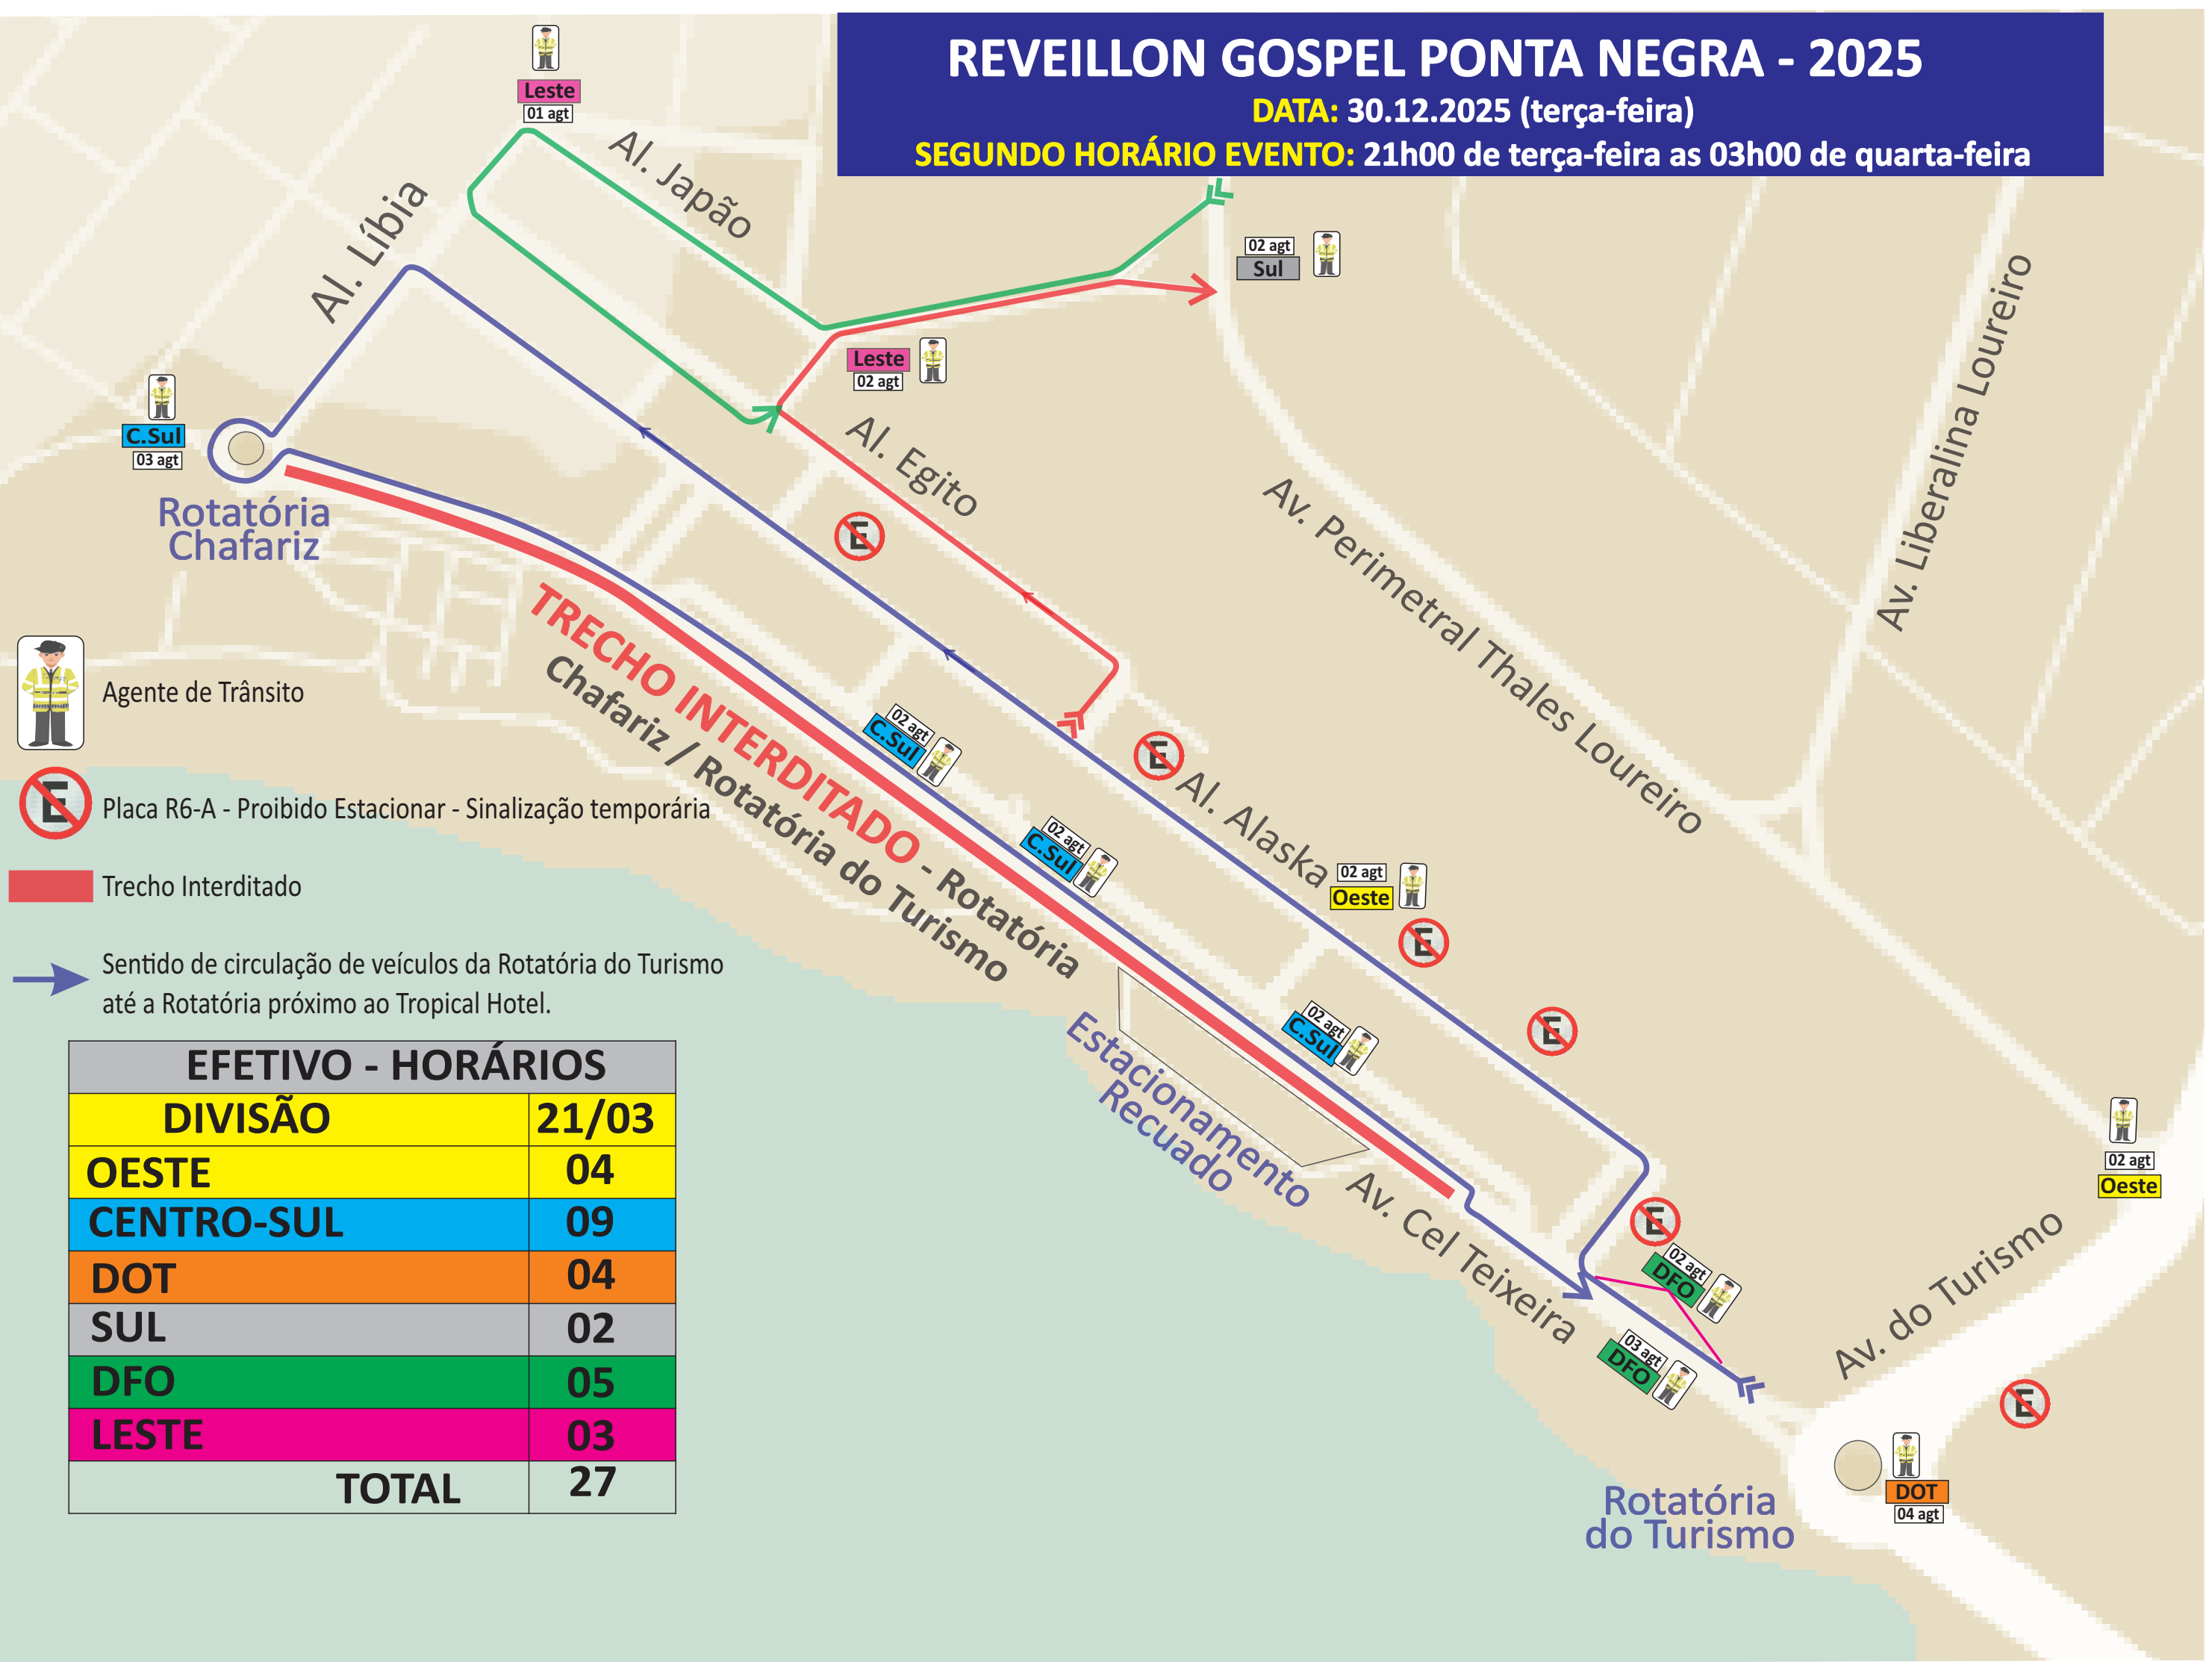 REVEILLON GOSPEL PONTA NEGRA - 2025
DATA: 30.12.2025 (terça-feira)
SEGUNDO HORÁRIO EVENTO: 21h00 de terça-feira as 03h00 de quarta-feira
Leste
01 agt
Al. Japão
Al. Líbia
02 agt
Sul
Leste
02 agt
C.Sul
03 agt
Rotatória
Chafariz
Al. Egito
E
Av. Perimetral Thales Loureiro
Av. Liberalina Loureiro
TRECHO INTERDITADO - Rotatória
Chafariz / Rotatória do Turismo
02 agt
C.Sul
E
Al. Alaska
02 agt
C.Sul
02 agt
Oeste
E
02 agt
C.Sul
E
Estacionamento
Recuado
Av. Cel Teixeira
E
02 agt
DFO
03 agt
DFO
02 agt
Oeste
Av. do Turismo
E
DOT
04 agt
Rotatória
do Turismo
Agente de Trânsito
E
Placa R6-A - Proibido Estacionar - Sinalização temporária
Trecho Interditado
Sentido de circulação de veículos da Rotatória do Turismo
até a Rotatória próximo ao Tropical Hotel.
EFETIVO - HORÁRIOS
DIVISÃO 21/03
OESTE 04
CENTRO-SUL 09
DOT 04
SUL 02
DFO 05
LESTE 03
TOTAL 27